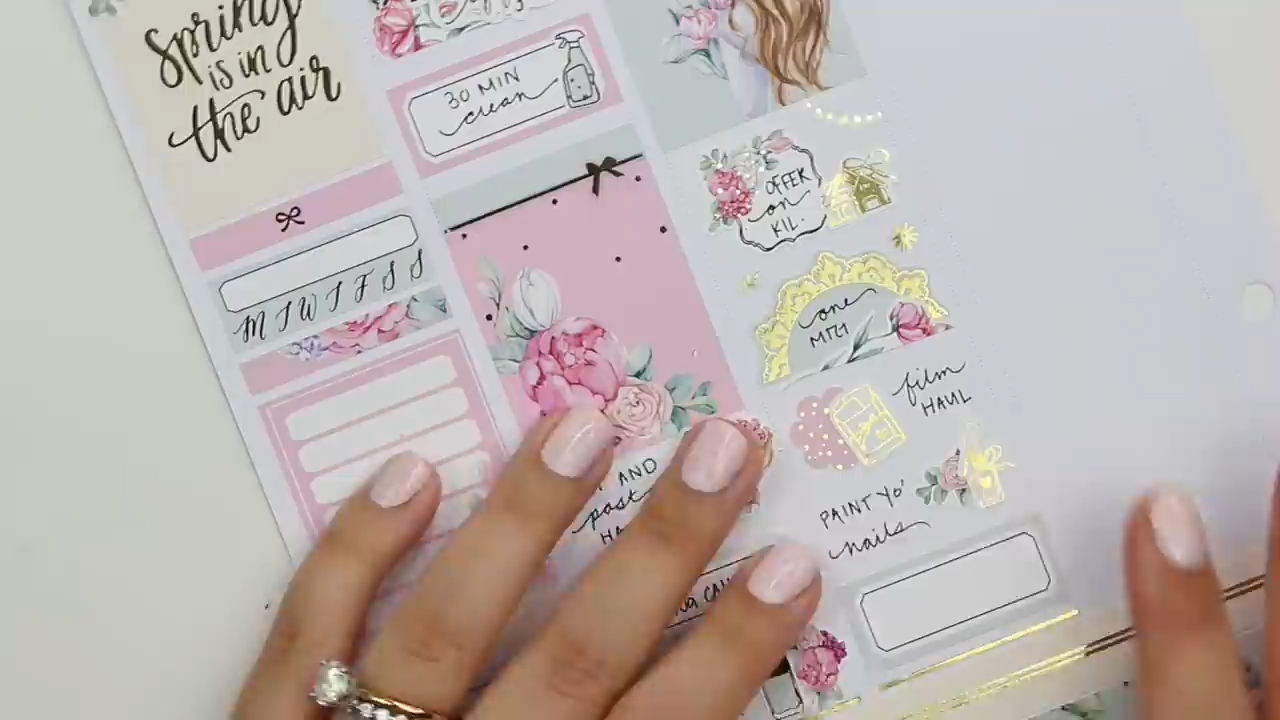 Spring
is in
the air
30 MIN
clean
M T W T F S S
AND
post
OFFER
on
KIL.
one
MTG
film
HAUL
PAINT YO'
nails